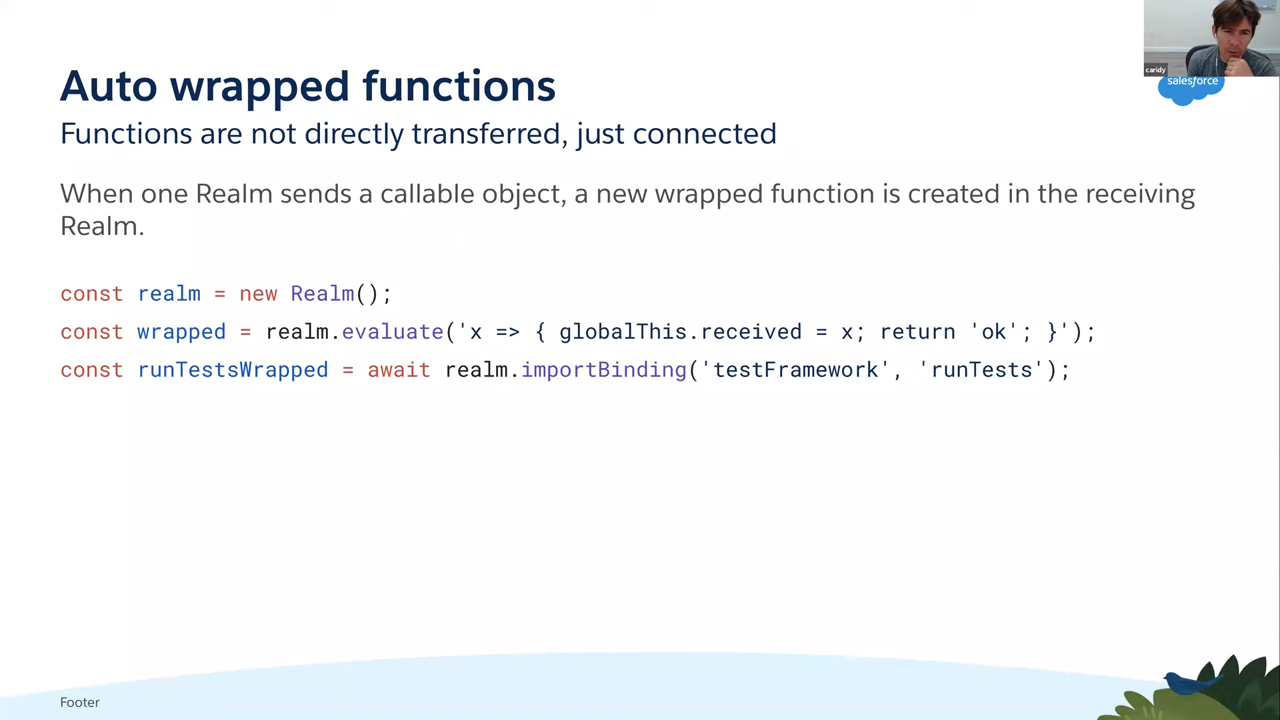 caridy
salesforce
Auto wrapped functions
Functions are not directly transferred, just connected
When one Realm sends a callable object, a new wrapped function is created in the receiving
Realm.
const realm = new Realm();
const wrapped = realm.evaluate('x => { globalThis.received = x; return 'ok'; }');
const runTestsWrapped = await realm.importBinding('testFramework', 'runTests');
Footer